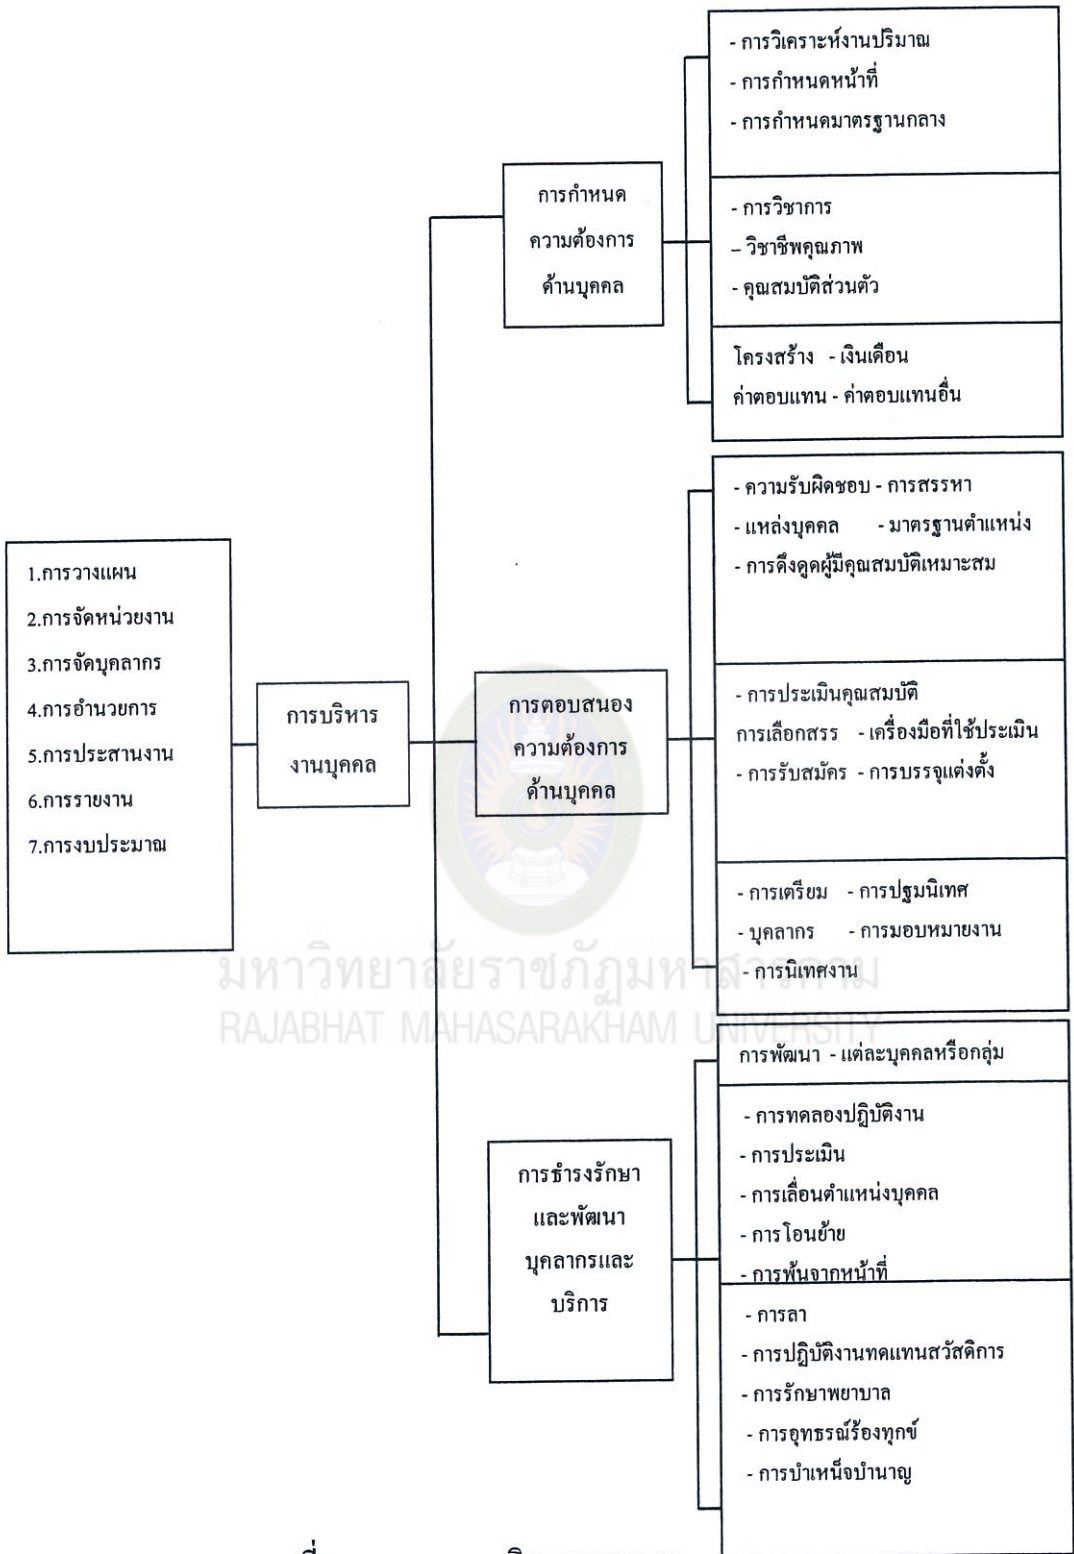 1.การวางแผน
2.การจัดหน่วยงาน
3.การจัดบุคลากร
4.การอำนวยการ
5.การประสานงาน
6.การรายงาน
7.การงบประมาณ
การบริหาร
งานบุคคล
การกำหนด
ความต้องการ
ด้านบุคคล
- การวิเคราะห์งานปริมาณ
- การกำหนดหน้าที่
- การกำหนดมาตรฐานกลาง
- การวิชาการ
– วิชาชีพคุณภาพ
- คุณสมบัติส่วนตัว
โครงสร้าง - เงินเดือน
ค่าตอบแทน - ค่าตอบแทนอื่น
การตอบสนอง
ความต้องการ
ด้านบุคคล
- ความรับผิดชอบ - การสรรหา
- แหล่งบุคคล - มาตรฐานตำแหน่ง
- การดึงดูดผู้มีคุณสมบัติเหมาะสม
- การประเมินคุณสมบัติ
การเลือกสรร - เครื่องมือที่ใช้ประเมิน
- การรับสมัคร - การบรรจุแต่งตั้ง
- การเตรียม - การปฐมนิเทศ
- บุคลากร - การมอบหมายงาน
- การนิเทศงาน
มหาวิทยาลัยราชภัฏมหาสารคาม
RAJABHAT MAHASARAKHAM UNIVERSITY
การธำรงรักษา
และพัฒนา
บุคลากรและ
บริการ
การพัฒนา - แต่ละบุคคลหรือกลุ่ม
- การทดลองปฏิบัติงาน
- การประเมิน
- การเลื่อนตำแหน่งบุคคล
- การโอนย้าย
- การพ้นจากหน้าที่
- การลา
- การปฏิบัติงานทดแทนสวัสดิการ
- การรักษาพยาบาล
- การอุทธรณ์ร้องทุกข์
- การบำเหน็จบำนาญ